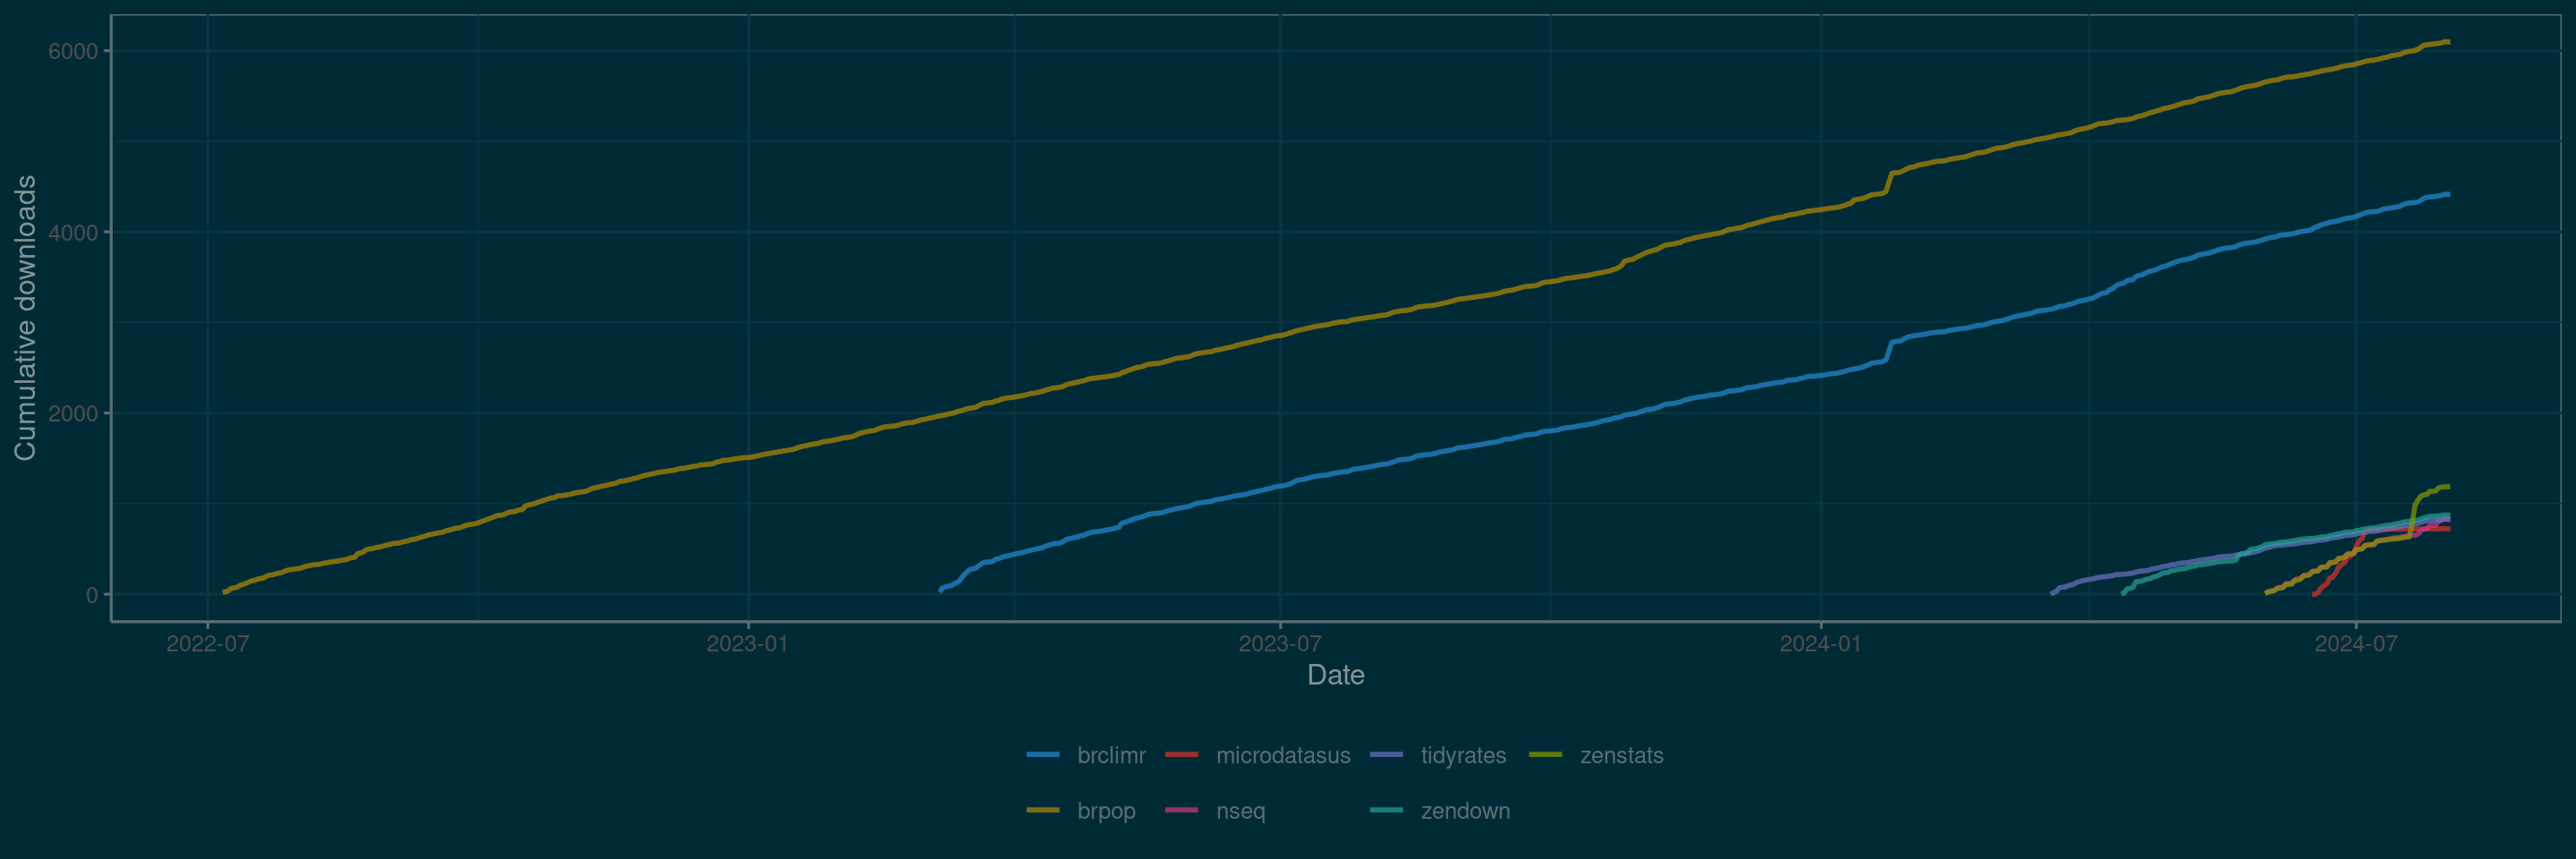 6000
4000
2000
0
Cumulative downloads
2022-07 2023-01 2023-07 2024-01 2024-07
Date
brclimr microdatasus tidyrates zenstats
brpop nseq zendown